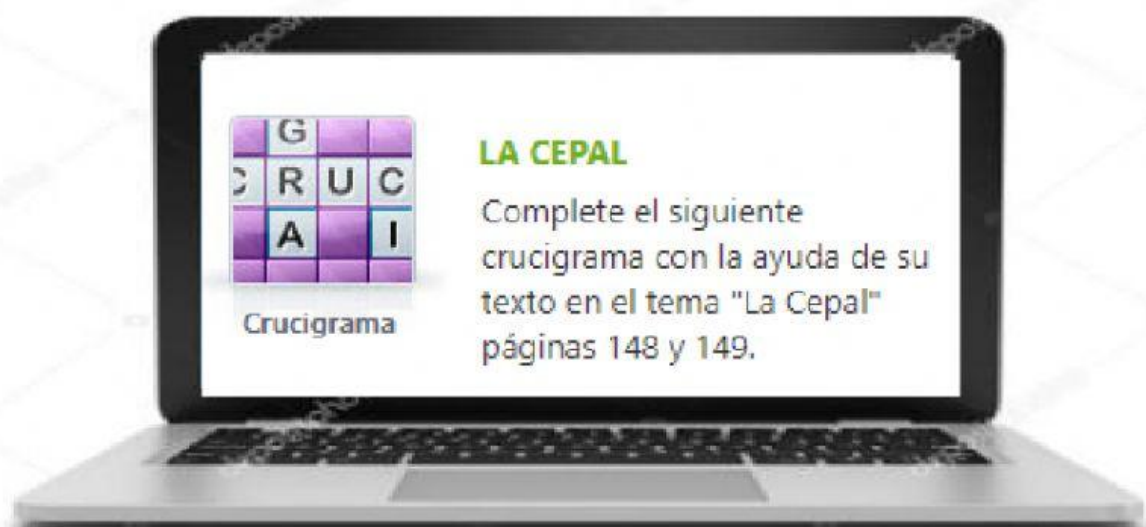 G
CRUC
A I
Crucigrama
LA CEPAL
Complete el siguiente
crucigrama con la ayuda de su
texto en el tema "La Cepal"
páginas 148 y 149.